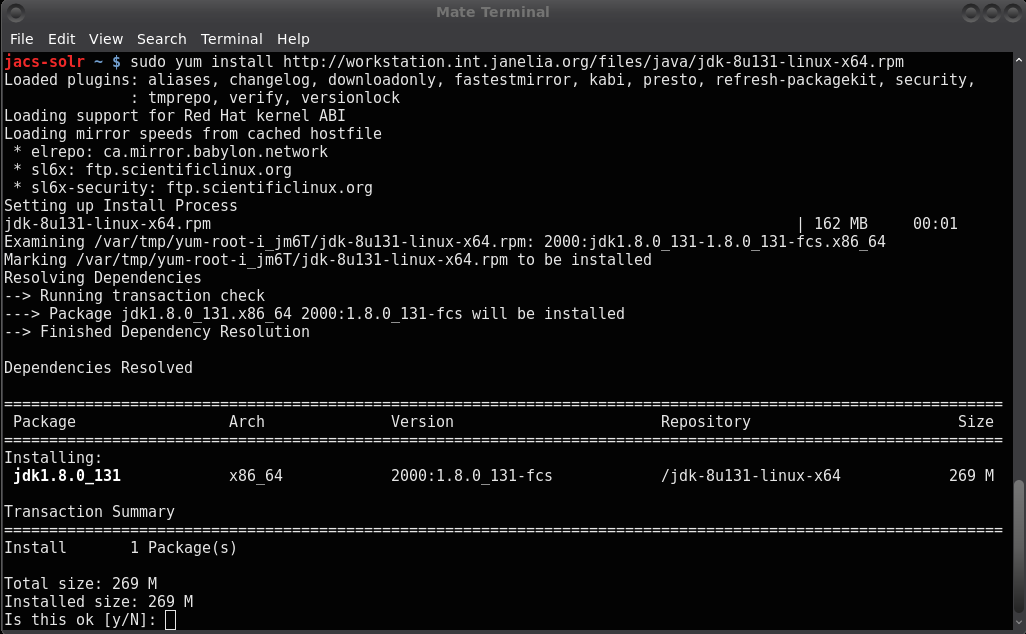 Mate Terminal
File Edit View Search Terminal Help
jacs-solr ~ $ sudo yum install http://workstation.int.janelia.org/files/java/jdk-8u131-linux-x64.rpm
Loaded plugins: aliases, changelog, downloadonly, fastestmirror, kabi, presto, refresh-packagekit, security,
              : tmprepo, verify, versionlock
Loading support for Red Hat kernel ABI
Loading mirror speeds from cached hostfile
 * elrepo: ca.mirror.babylon.network
 * sl6x: ftp.scientificlinux.org
 * sl6x-security: ftp.scientificlinux.org
Setting up Install Process
jdk-8u131-linux-x64.rpm                                                                 | 162 MB     00:01
Examining /var/tmp/yum-root-i_jm6T/jdk-8u131-linux-x64.rpm: 2000:jdk1.8.0_131-1.8.0_131-fcs.x86_64
Marking /var/tmp/yum-root-i_jm6T/jdk-8u131-linux-x64.rpm to be installed
Resolving Dependencies
--> Running transaction check
---> Package jdk1.8.0_131.x86_64 2000:1.8.0_131-fcs will be installed
--> Finished Dependency Resolution

Dependencies Resolved

===============================================================================================================
 Package                 Arch              Version                       Repository                       Size
===============================================================================================================
Installing:
 jdk1.8.0_131            x86_64            2000:1.8.0_131-fcs            /jdk-8u131-linux-x64            269 M

Transaction Summary
===============================================================================================================
Install       1 Package(s)

Total size: 269 M
Installed size: 269 M
Is this ok [y/N]: